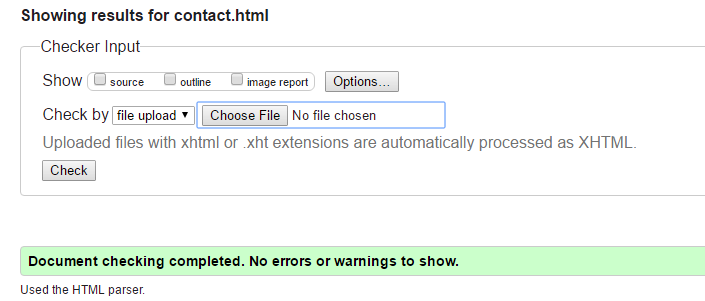 Showing results for contact.html
Checker Input
Show source outline image report Options...
Check by file upload Choose File No file chosen
Uploaded files with xhtml or .xht extensions are automatically processed as XHTML.
Check
Document checking completed. No errors or warnings to show.
Used the HTML parser.